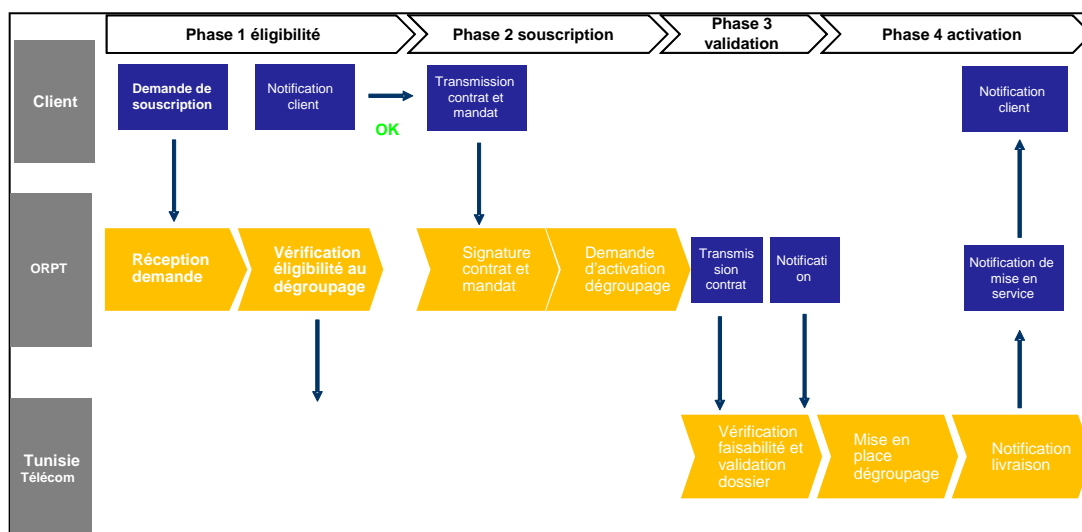 Phase 1 éligibilité
Phase 2 souscription
Phase 3
validation
Phase 4 activation
Client
Demande de
souscription
Notification
client
OK
Transmission
contrat et
mandat
Notification
client
ORPT
Réception
demande
Vérification
éligibilité au
dégroupage
Signature
contrat et
mandat
Demande
d'activation
dégroupage
Transmis
sion
contrat
Notificati
on
Notification de
mise en
service
Tunisie
Télécom
Vérification
faisabilité et
validation
dossier
Mise en
place
dégroupage
Notification
livraison